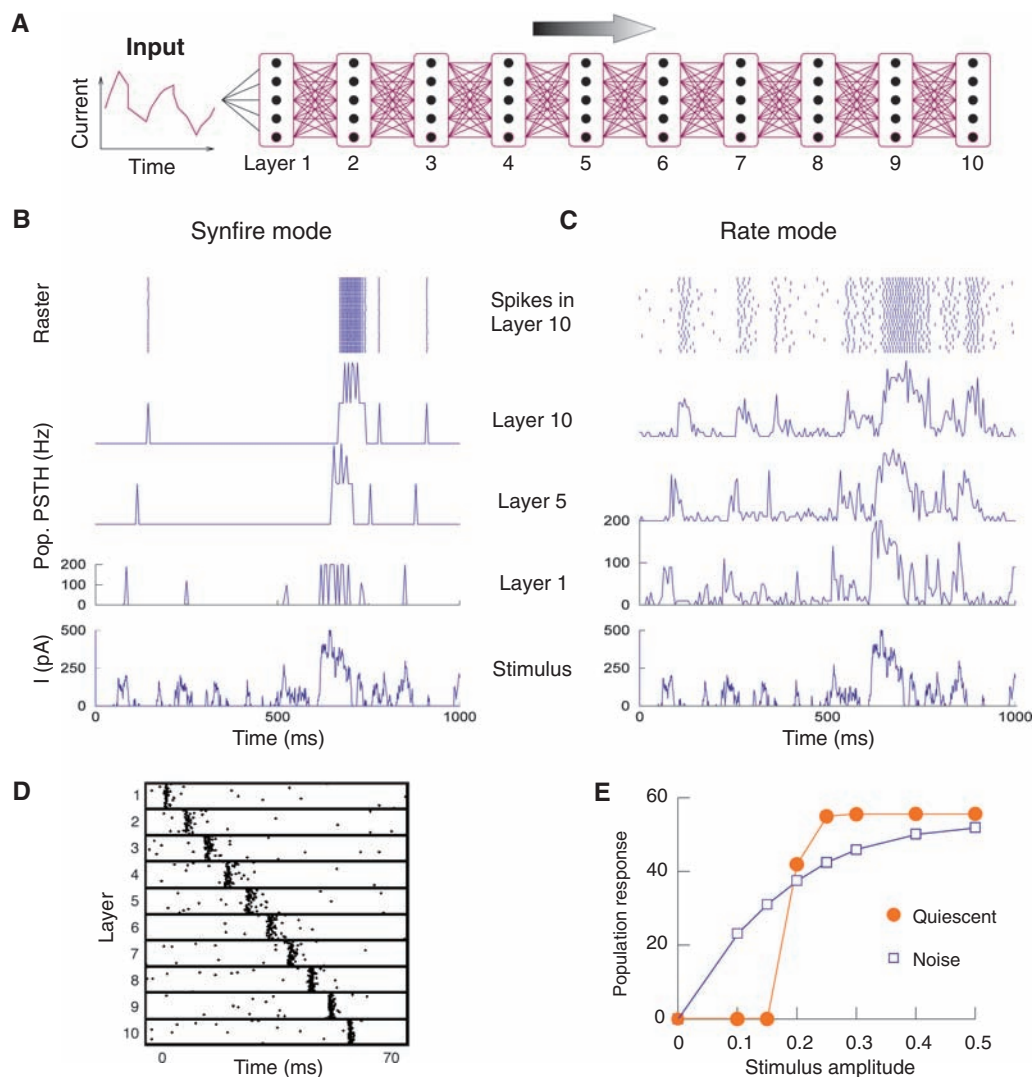 A
Input
Current
Time
Layer 1 2 3 4 5 6 7 8 9 10
B
Synfire mode
C
Rate mode
Raster
Spikes in
Layer 10
Layer 10
Pop. PSTH (Hz)
Layer 5
200
100
0
Layer 1
200
100
0
I (pA)
500
250
0
Stimulus
500
250
0
0 500 1000
Time (ms)
0 500 1000
Time (ms)
D
Layer
1
2
3
4
5
6
7
8
9
10
0 70
Time (ms)
E
Population response
60
40
20
0
Quiescent
Noise
0 0.1 0.2 0.3 0.4 0.5
Stimulus amplitude